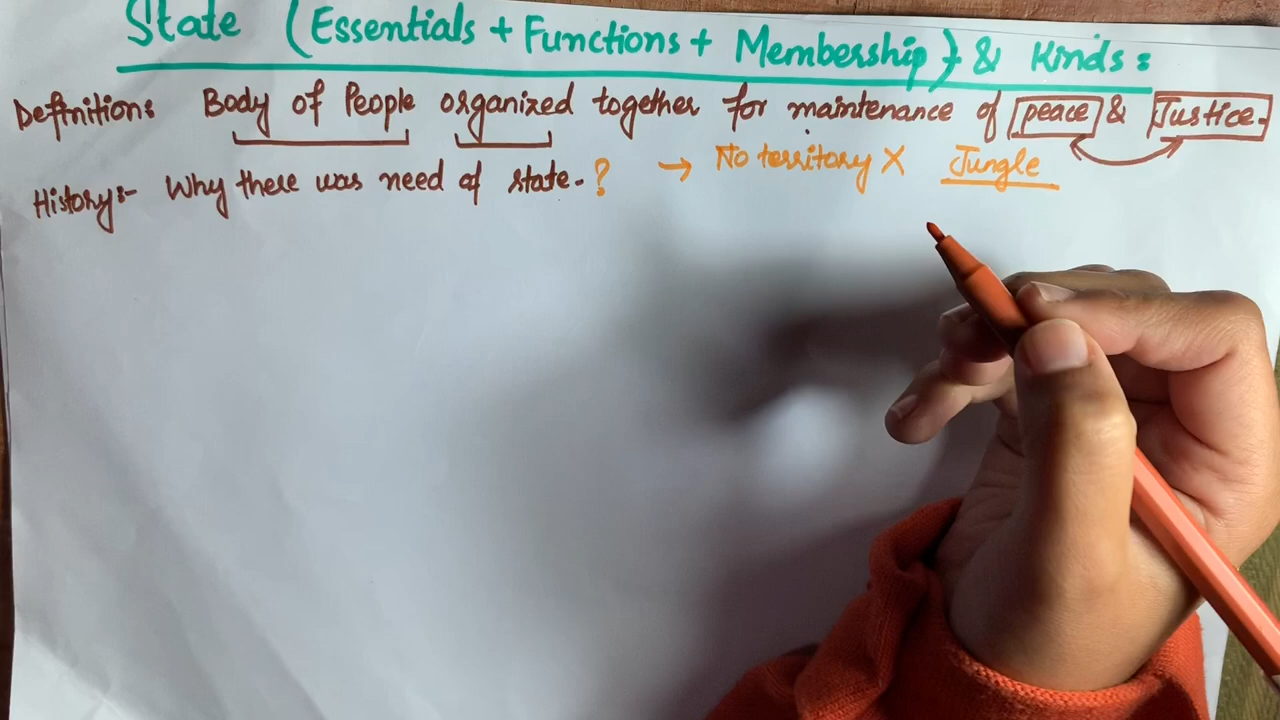 State (Essentials + Functions + Membership) & Kinds:
Definition: Body of People organized together for maintenance of peace & Justice.
History:- Why there was need of state. ? → No territory X Jungle